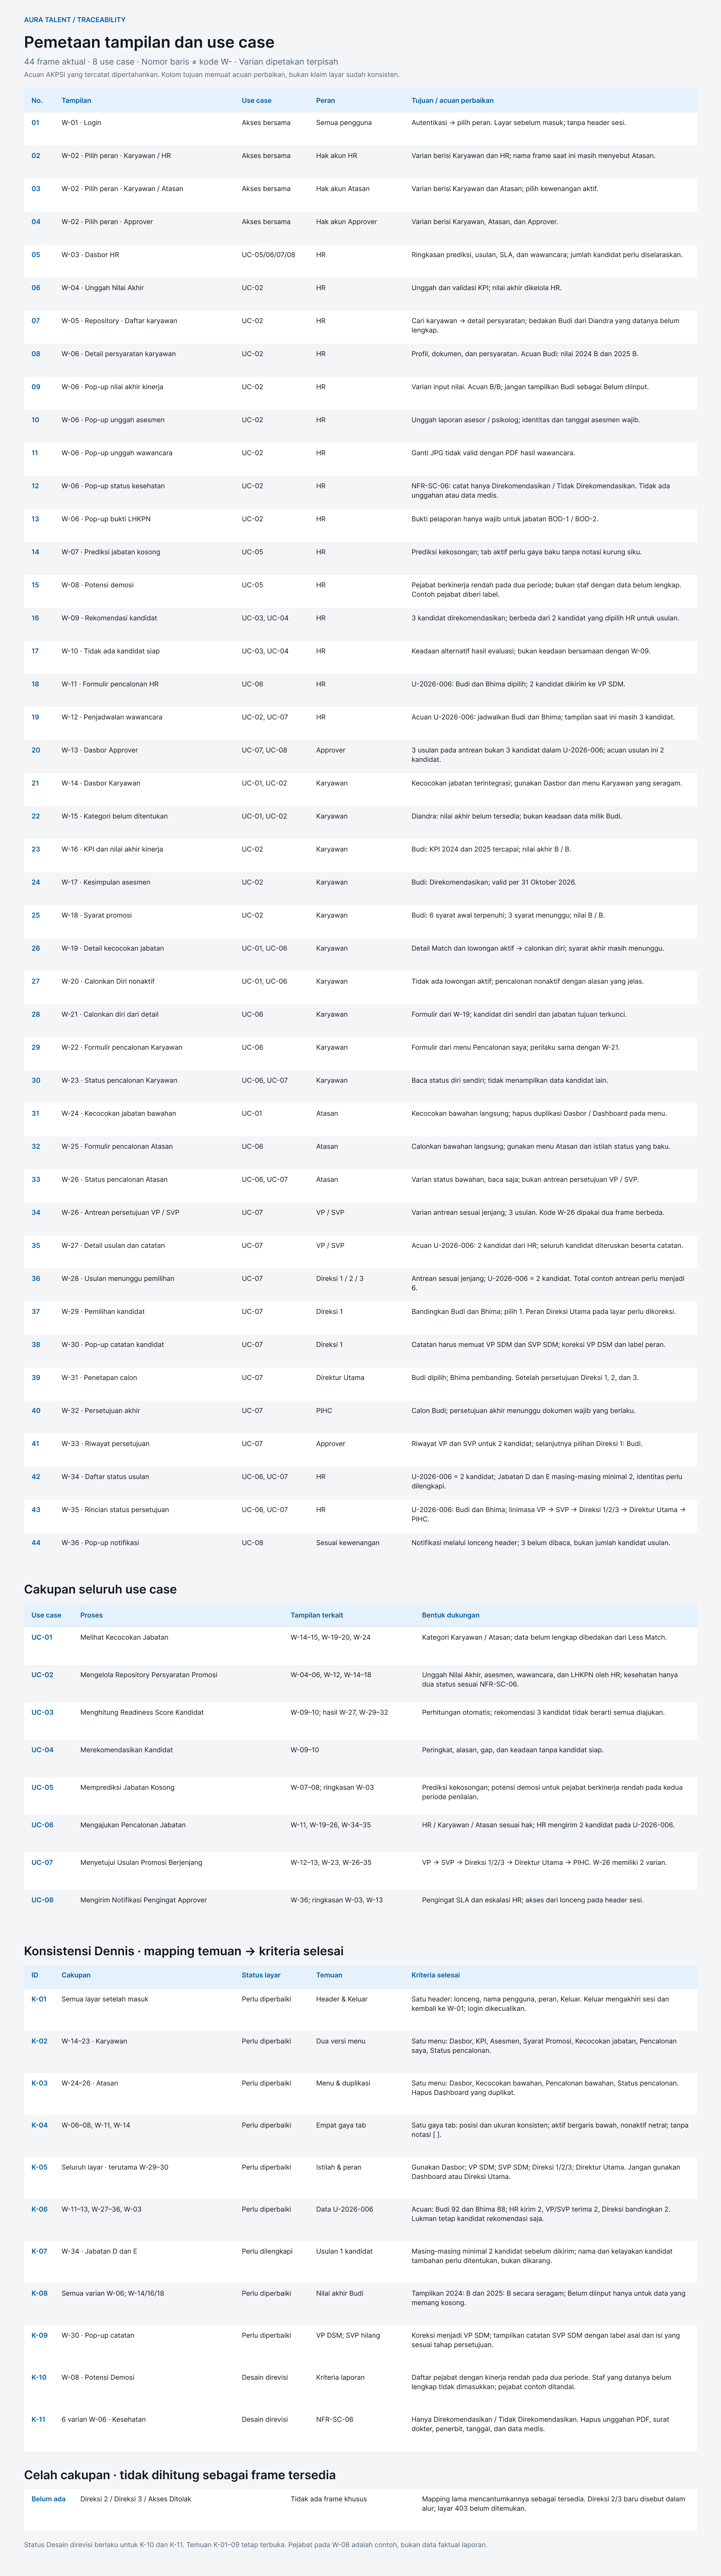 AURA TALENT / TRACEABILITY
Pemetaan tampilan dan use case
44 frame aktual · 8 use case · Nomor baris ≠ kode W- · Varian dipetakan terpisah
Acuan AKPSI yang tercatat dipertahankan. Kolom tujuan memuat acuan perbaikan, bukan klaim layar sudah konsisten.
No. Tampilan Use case Peran Tujuan / acuan perbaikan
01 W-01 · Login Akses bersama Semua pengguna Autentikasi → pilih peran. Layar sebelum masuk; tanpa header sesi.
02 W-02 · Pilih peran · Karyawan / HR Akses bersama Hak akun HR Varian berisi Karyawan dan HR; nama frame saat ini masih menyebut Atasan.
03 W-02 · Pilih peran · Karyawan / Atasan Akses bersama Hak akun Atasan Varian berisi Karyawan dan Atasan; pilih kewenangan aktif.
04 W-02 · Pilih peran · Approver Akses bersama Hak akun Approver Varian berisi Karyawan, Atasan, dan Approver.
05 W-03 · Dasbor HR UC-05/06/07/08 HR Ringkasan prediksi, usulan, SLA, dan wawancara; jumlah kandidat perlu diselaraskan.
06 W-04 · Unggah Nilai Akhir UC-02 HR Unggah dan validasi KPI; nilai akhir dikelola HR.
07 W-05 · Repository · Daftar karyawan UC-02 HR Cari karyawan → detail persyaratan; bedakan Budi dari Diandra yang datanya belum
lengkap.
08 W-06 · Detail persyaratan karyawan UC-02 HR Profil, dokumen, dan persyaratan. Acuan Budi: nilai 2024 B dan 2025 B.
09 W-06 · Pop-up nilai akhir kinerja UC-02 HR Varian input nilai. Acuan B/B; jangan tampilkan Budi sebagai Belum diinput.
10 W-06 · Pop-up unggah asesmen UC-02 HR Unggah laporan asesor / psikolog; identitas dan tanggal asesmen wajib.
11 W-06 · Pop-up unggah wawancara UC-02 HR Ganti JPG tidak valid dengan PDF hasil wawancara.
12 W-06 · Pop-up status kesehatan UC-02 HR NFR-SC-06: catat hanya Direkomendasikan / Tidak Direkomendasikan. Tidak ada
unggahan atau data medis.
13 W-06 · Pop-up bukti LHKPN UC-02 HR Bukti pelaporan hanya wajib untuk jabatan BOD-1 / BOD-2.
14 W-07 · Prediksi jabatan kosong UC-05 HR Prediksi kekosongan; tab aktif perlu gaya baku tanpa notasi kurung siku.
15 W-08 · Potensi demosi UC-05 HR Pejabat berkinerja rendah pada dua periode; bukan staf dengan data belum lengkap.
Contoh pejabat diberi label.
16 W-09 · Rekomendasi kandidat UC-03, UC-04 HR 3 kandidat direkomendasikan; berbeda dari 2 kandidat yang dipilih HR untuk usulan.
17 W-10 · Tidak ada kandidat siap UC-03, UC-04 HR Keadaan alternatif hasil evaluasi; bukan keadaan bersamaan dengan W-09.
18 W-11 · Formulir pencalonan HR UC-06 HR U-2026-006: Budi dan Bhima dipilih; 2 kandidat dikirim ke VP SDM.
19 W-12 · Penjadwalan wawancara UC-02, UC-07 HR Acuan U-2026-006: jadwalkan Budi dan Bhima; tampilan saat ini masih 3 kandidat.
20 W-13 · Dasbor Approver UC-07, UC-08 Approver 3 usulan pada antrean bukan 3 kandidat dalam U-2026-006; acuan usulan ini 2
kandidat.
21 W-14 · Dasbor Karyawan UC-01, UC-02 Karyawan Kecocokan jabatan terintegrasi; gunakan Dasbor dan menu Karyawan yang seragam.
22 W-15 · Kategori belum ditentukan UC-01, UC-02 Karyawan Diandra: nilai akhir belum tersedia; bukan keadaan data milik Budi.
23 W-16 · KPI dan nilai akhir kinerja UC-02 Karyawan Budi: KPI 2024 dan 2025 tercapai; nilai akhir B / B.
24 W-17 · Kesimpulan asesmen UC-02 Karyawan Budi: Direkomendasikan; valid per 31 Oktober 2026.
25 W-18 · Syarat promosi UC-02 Karyawan Budi: 6 syarat awal terpenuhi; 3 syarat menunggu; nilai B / B.
26 W-19 · Detail kecocokan jabatan UC-01, UC-06 Karyawan Detail Match dan lowongan aktif → calonkan diri; syarat akhir masih menunggu.
27 W-20 · Calonkan Diri nonaktif UC-01, UC-06 Karyawan Tidak ada lowongan aktif; pencalonan nonaktif dengan alasan yang jelas.
28 W-21 · Calonkan diri dari detail UC-06 Karyawan Formulir dari W-19; kandidat diri sendiri dan jabatan tujuan terkunci.
29 W-22 · Formulir pencalonan Karyawan UC-06 Karyawan Formulir dari menu Pencalonan saya; perilaku sama dengan W-21.
30 W-23 · Status pencalonan Karyawan UC-06, UC-07 Karyawan Baca status diri sendiri; tidak menampilkan data kandidat lain.
31 W-24 · Kecocokan jabatan bawahan UC-01 Atasan Kecocokan bawahan langsung; hapus duplikasi Dasbor / Dashboard pada menu.
32 W-25 · Formulir pencalonan Atasan UC-06 Atasan Calonkan bawahan langsung; gunakan menu Atasan dan istilah status yang baku.
33 W-26 · Status pencalonan Atasan UC-06, UC-07 Atasan Varian status bawahan, baca saja; bukan antrean persetujuan VP / SVP.
34 W-26 · Antrean persetujuan VP / SVP UC-07 VP / SVP Varian antrean sesuai jenjang; 3 usulan. Kode W-26 dipakai dua frame berbeda.
35 W-27 · Detail usulan dan catatan UC-07 VP / SVP Acuan U-2026-006: 2 kandidat dari HR; seluruh kandidat diteruskan beserta catatan.
36 W-28 · Usulan menunggu pemilihan UC-07 Direksi 1 / 2 / 3 Antrean sesuai jenjang; U-2026-006 = 2 kandidat. Total contoh antrean perlu menjadi
6.
37 W-29 · Pemilihan kandidat UC-07 Direksi 1 Bandingkan Budi dan Bhima; pilih 1. Peran Direksi Utama pada layar perlu dikoreksi.
38 W-30 · Pop-up catatan kandidat UC-07 Direksi 1 Catatan harus memuat VP SDM dan SVP SDM; koreksi VP DSM dan label peran.
39 W-31 · Penetapan calon UC-07 Direktur Utama Budi dipilih; Bhima pembanding. Setelah persetujuan Direksi 1, 2, dan 3.
40 W-32 · Persetujuan akhir UC-07 PIHC Calon Budi; persetujuan akhir menunggu dokumen wajib yang berlaku.
41 W-33 · Riwayat persetujuan UC-07 Approver Riwayat VP dan SVP untuk 2 kandidat; selanjutnya pilihan Direksi 1: Budi.
42 W-34 · Daftar status usulan UC-06, UC-07 HR U-2026-006 = 2 kandidat; Jabatan D dan E masing-masing minimal 2, identitas perlu
dilengkapi.
43 W-35 · Rincian status persetujuan UC-06, UC-07 HR U-2026-006: Budi dan Bhima; linimasa VP → SVP → Direksi 1/2/3 → Direktur Utama →
PIHC.
44 W-36 · Pop-up notifikasi UC-08 Sesuai kewenangan Notifikasi melalui lonceng header; 3 belum dibaca, bukan jumlah kandidat usulan.
Cakupan seluruh use case
Use case Proses Tampilan terkait Bentuk dukungan
UC-01 Melihat Kecocokan Jabatan W-14–15, W-19–20, W-24 Kategori Karyawan / Atasan; data belum lengkap dibedakan dari Less Match.
UC-02 Mengelola Repository Persyaratan Promosi W-04–06, W-12, W-14–18 Unggah Nilai Akhir, asesmen, wawancara, dan LHKPN oleh HR; kesehatan hanya
dua status sesuai NFR-SC-06.
UC-03 Menghitung Readiness Score Kandidat W-09–10; hasil W-27, W-29–32 Perhitungan otomatis; rekomendasi 3 kandidat tidak berarti semua diajukan.
UC-04 Merekomendasikan Kandidat W-09–10 Peringkat, alasan, gap, dan keadaan tanpa kandidat siap.
UC-05 Memprediksi Jabatan Kosong W-07–08; ringkasan W-03 Prediksi kekosongan; potensi demosi untuk pejabat berkinerja rendah pada kedua
periode penilaian.
UC-06 Mengajukan Pencalonan Jabatan W-11, W-19–26, W-34–35 HR / Karyawan / Atasan sesuai hak; HR mengirim 2 kandidat pada U-2026-006.
UC-07 Menyetujui Usulan Promosi Berjenjang W-12–13, W-23, W-26–35 VP → SVP → Direksi 1/2/3 → Direktur Utama → PIHC. W-26 memiliki 2 varian.
UC-08 Mengirim Notifikasi Pengingat Approver W-36; ringkasan W-03, W-13 Pengingat SLA dan eskalasi HR; akses dari lonceng pada header sesi.
Konsistensi Dennis · mapping temuan → kriteria selesai
ID Cakupan Status layar Temuan Kriteria selesai
K-01 Semua layar setelah masuk Perlu diperbaiki Header & Keluar Satu header: lonceng, nama pengguna, peran, Keluar. Keluar mengakhiri sesi dan
kembali ke W-01; login dikecualikan.
K-02 W-14–23 · Karyawan Perlu diperbaiki Dua versi menu Satu menu: Dasbor, KPI, Asesmen, Syarat Promosi, Kecocokan jabatan, Pencalonan
saya, Status pencalonan.
K-03 W-24–26 · Atasan Perlu diperbaiki Menu & duplikasi Satu menu: Dasbor, Kecocokan bawahan, Pencalonan bawahan, Status pencalonan.
Hapus Dashboard yang duplikat.
K-04 W-06–08, W-11, W-14 Perlu diperbaiki Empat gaya tab Satu gaya tab: posisi dan ukuran konsisten; aktif bergaris bawah, nonaktif netral; tanpa
notasi [ ].
K-05 Seluruh layar · terutama W-29–30 Perlu diperbaiki Istilah & peran Gunakan Dasbor; VP SDM; SVP SDM; Direksi 1/2/3; Direktur Utama. Jangan gunakan
Dashboard atau Direksi Utama.
K-06 W-11–13, W-27–36, W-03 Perlu diperbaiki Data U-2026-006 Acuan: Budi 92 dan Bhima 88; HR kirim 2, VP/SVP terima 2, Direksi bandingkan 2.
Lukman tetap kandidat rekomendasi saja.
K-07 W-34 · Jabatan D dan E Perlu dilengkapi Usulan 1 kandidat Masing-masing minimal 2 kandidat sebelum dikirim; nama dan kelayakan kandidat
tambahan perlu ditentukan, bukan dikarang.
K-08 Semua varian W-06; W-14/16/18 Perlu diperbaiki Nilai akhir Budi Tampilkan 2024: B dan 2025: B secara seragam; Belum diinput hanya untuk data yang
memang kosong.
K-09 W-30 · Pop-up catatan Perlu diperbaiki VP DSM; SVP hilang Koreksi menjadi VP SDM; tampilkan catatan SVP SDM dengan label asal dan isi yang
sesuai tahap persetujuan.
K-10 W-08 · Potensi Demosi Desain direvisi Kriteria laporan Daftar pejabat dengan kinerja rendah pada dua periode. Staf yang datanya belum
lengkap tidak dimasukkan; pejabat contoh ditandai.
K-11 6 varian W-06 · Kesehatan Desain direvisi NFR-SC-06 Hanya Direkomendasikan / Tidak Direkomendasikan. Hapus unggahan PDF, surat
dokter, penerbit, tanggal, dan data medis.
Celah cakupan · tidak dihitung sebagai frame tersedia
Belum ada Direksi 2 / Direksi 3 / Akses Ditolak Tidak ada frame khusus Mapping lama mencantumkannya sebagai tersedia. Direksi 2/3 baru disebut dalam
alur; layar 403 belum ditemukan.
Status Desain direvisi berlaku untuk K-10 dan K-11. Temuan K-01–09 tetap terbuka. Pejabat pada W-08 adalah contoh, bukan data faktual laporan.